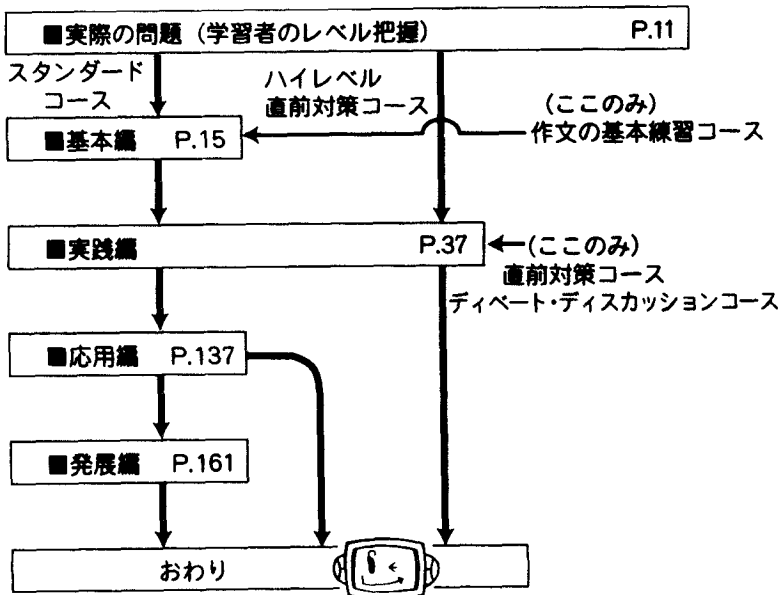 ■実際の問題（学習者のレベル把握） P.11
スタンダード
コース
ハイレベル
直前対策コース
（ここのみ）
作文の基本練習コース
■基本編 P.15
■実践編 P.37
（ここのみ）
直前対策コース
ディベート・ディスカッションコース
■応用編 P.137
■発展編 P.161
おわり